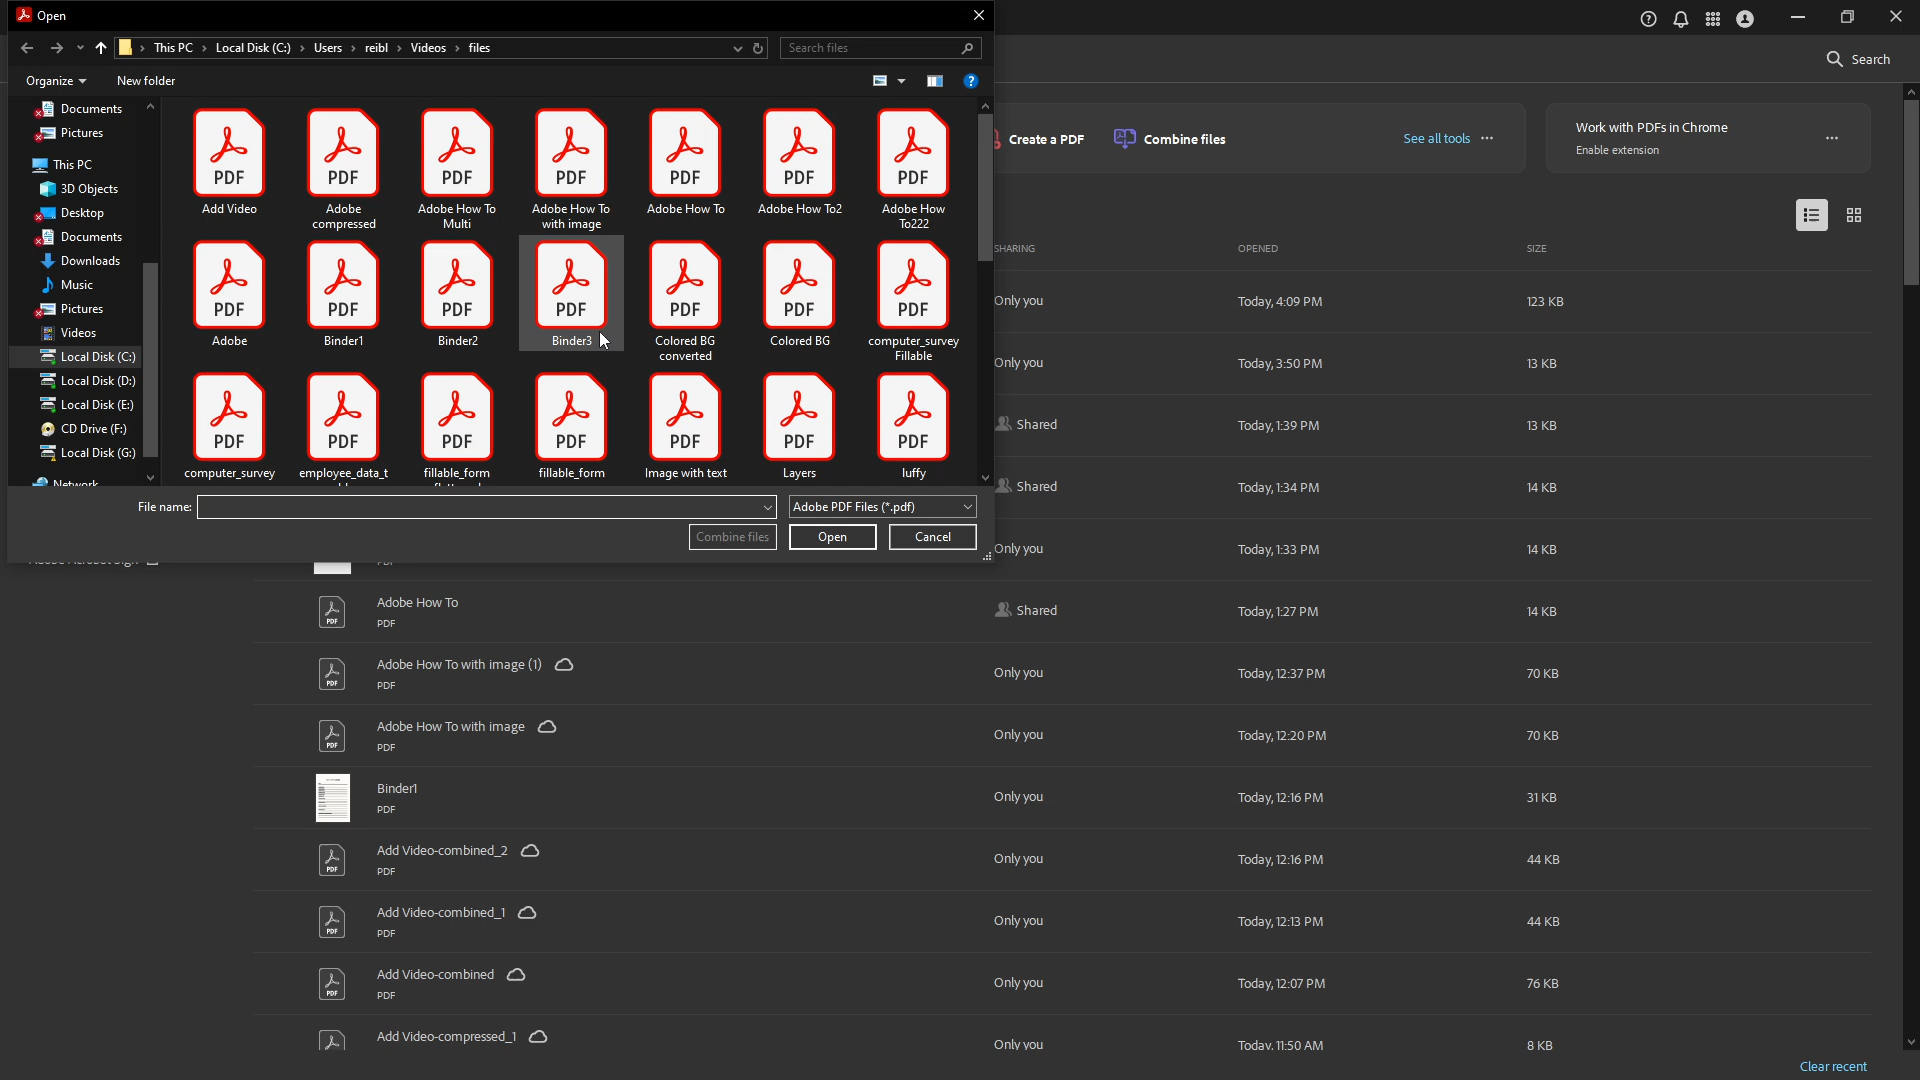 Open
This PC > Local Disk (C:) > Users > reibl > Videos > files
Search files
Search
Organize
New folder
Documents
Pictures
This PC
3D Objects
Desktop
Documents
Downloads
Music
Pictures
Videos
Local Disk (C:)
Local Disk (D:)
Local Disk (E:)
CD Drive (F:)
Local Disk (G:)
Network
PDF PDF PDF PDF PDF PDF PDF
Add Video
Adobe
compressed
Adobe How To
Multi
Adobe How To
with image
Adobe How To
Adobe How To2
Adobe How
To222
PDF PDF PDF PDF PDF PDF PDF
Adobe
Binder1
Binder2
Binder3
Colored BG
converted
Colored BG
computer_survey
Fillable
PDF PDF PDF PDF PDF PDF PDF
computer_survey
employee_data_t
fillable_form
fillable_form
Image with text
Layers
luffy
File name:
Adobe PDF Files (*.pdf)
Combine files
Open
Cancel
Create a PDF
Combine files
See all tools
Work with PDFs in Chrome
Enable extension
SHARING OPENED SIZE
Only you Today, 4:09 PM 123 KB
Only you Today, 3:50 PM 13 KB
Shared Today, 1:39 PM 13 KB
Shared Today, 1:34 PM 14 KB
Only you Today, 1:33 PM 14 KB
Adobe How To
PDF
Shared Today, 1:27 PM 14 KB
Adobe How To with image (1)
PDF
Only you Today, 12:37 PM 70 KB
Adobe How To with image
PDF
Only you Today, 12:20 PM 70 KB
Binder1
PDF
Only you Today, 12:16 PM 31 KB
Add Video-combined_2
PDF
Only you Today, 12:16 PM 44 KB
Add Video-combined_1
PDF
Only you Today, 12:13 PM 44 KB
Add Video-combined
PDF
Only you Today, 12:07 PM 76 KB
Add Video-compressed_1
Only you Today, 11:50 AM 8 KB
Clear recent